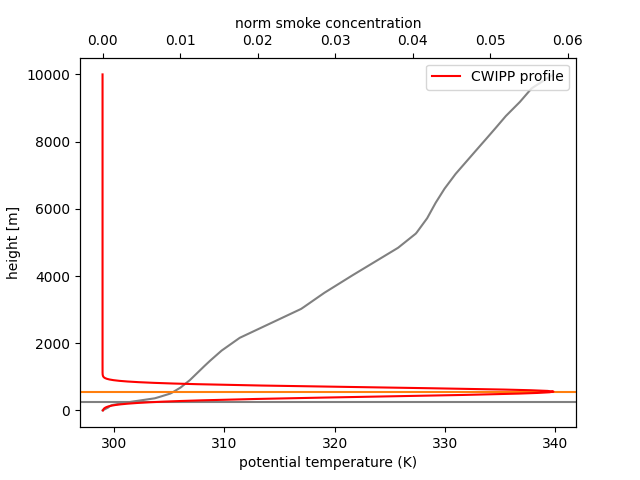 norm smoke concentration
0.00 0.01 0.02 0.03 0.04 0.05 0.06
CWIPP profile
10000
8000
6000
4000
2000
0
height [m]
300 310 320 330 340
potential temperature (K)